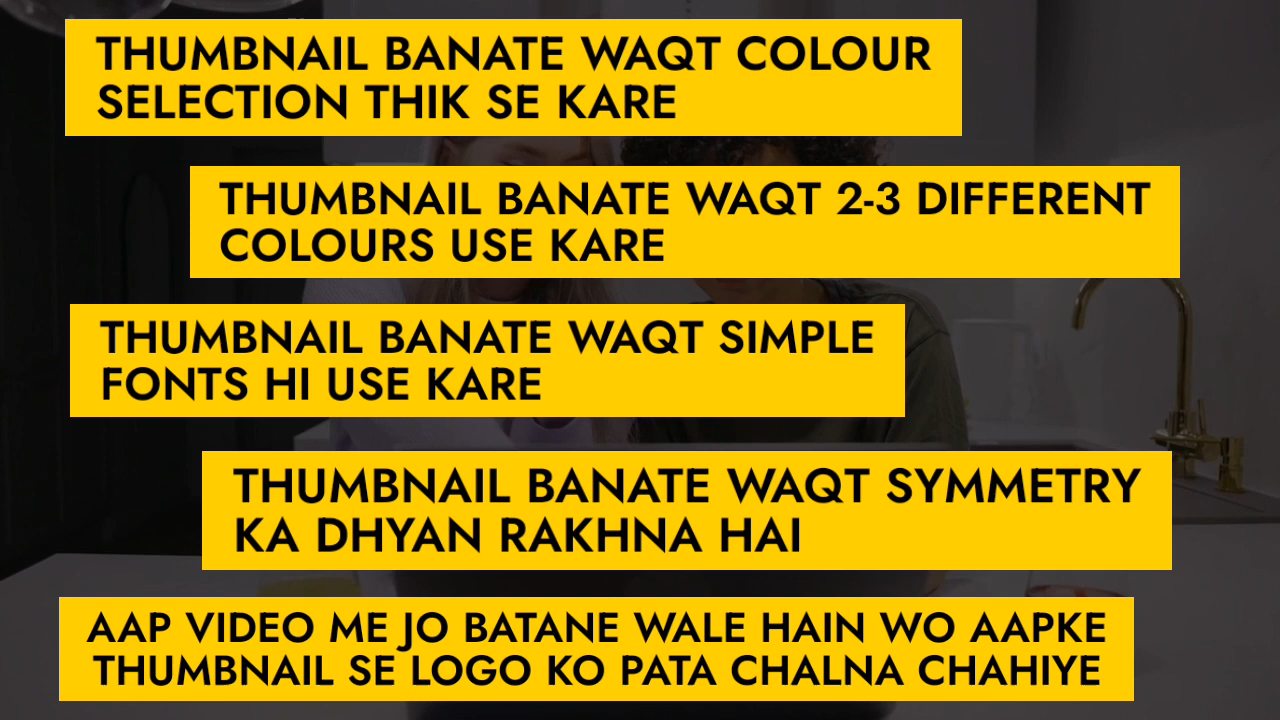 THUMBNAIL BANATE WAQT COLOUR
SELECTION THIK SE KARE
THUMBNAIL BANATE WAQT 2-3 DIFFERENT
COLOURS USE KARE
THUMBNAIL BANATE WAQT SIMPLE
FONTS HI USE KARE
THUMBNAIL BANATE WAQT SYMMETRY
KA DHYAN RAKHNA HAI
AAP VIDEO ME JO BATANE WALE HAIN WO AAPKE
THUMBNAIL SE LOGO KO PATA CHALNA CHAHIYE